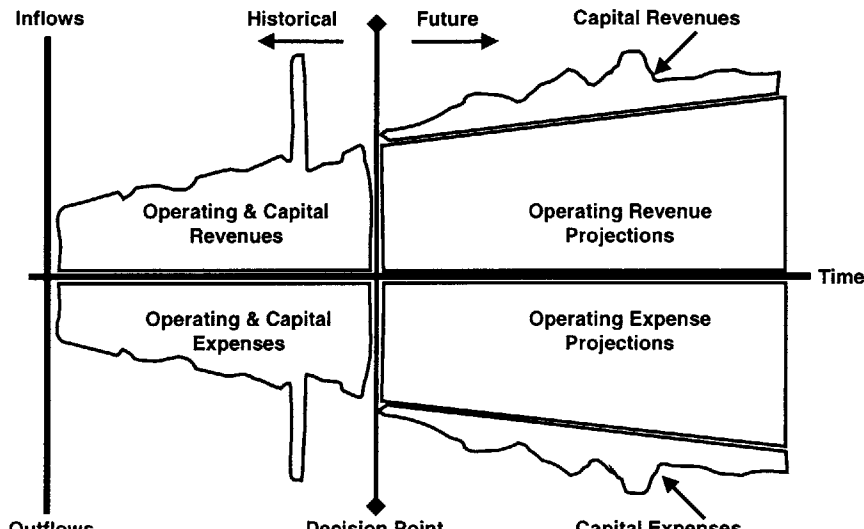 Inflows
Historical
Future
Capital Revenues
Operating & Capital
Revenues
Operating Revenue
Projections
Time
Operating & Capital
Expenses
Operating Expense
Projections
Outflows
Decision Point
Capital Expenses